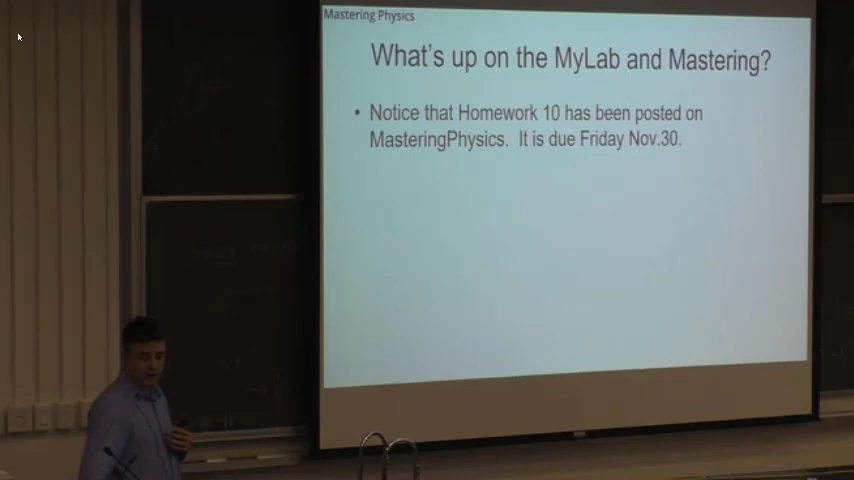 Mastering Physics
What's up on the MyLab and Mastering?
• Notice that Homework 10 has been posted on
MasteringPhysics. It is due Friday Nov.30.